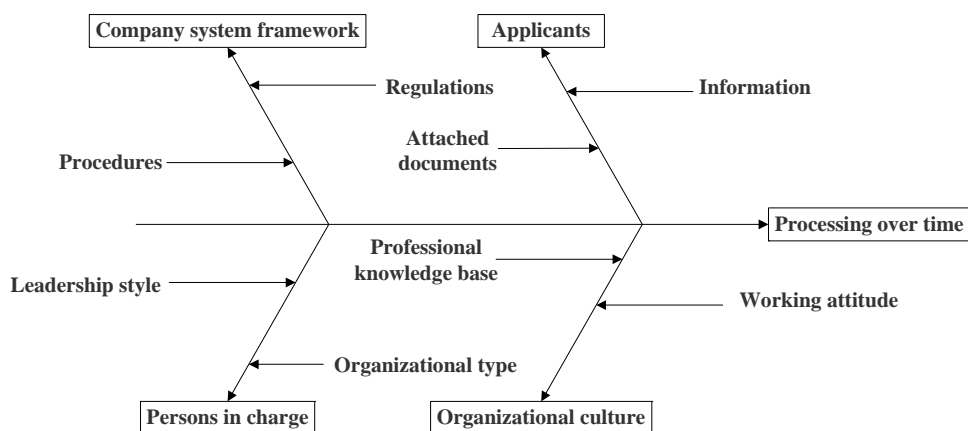 Company system framework
Applicants
Regulations
Information
Attached
documents
Procedures
Processing over time
Professional
knowledge base
Leadership style
Working attitude
Organizational type
Persons in charge
Organizational culture